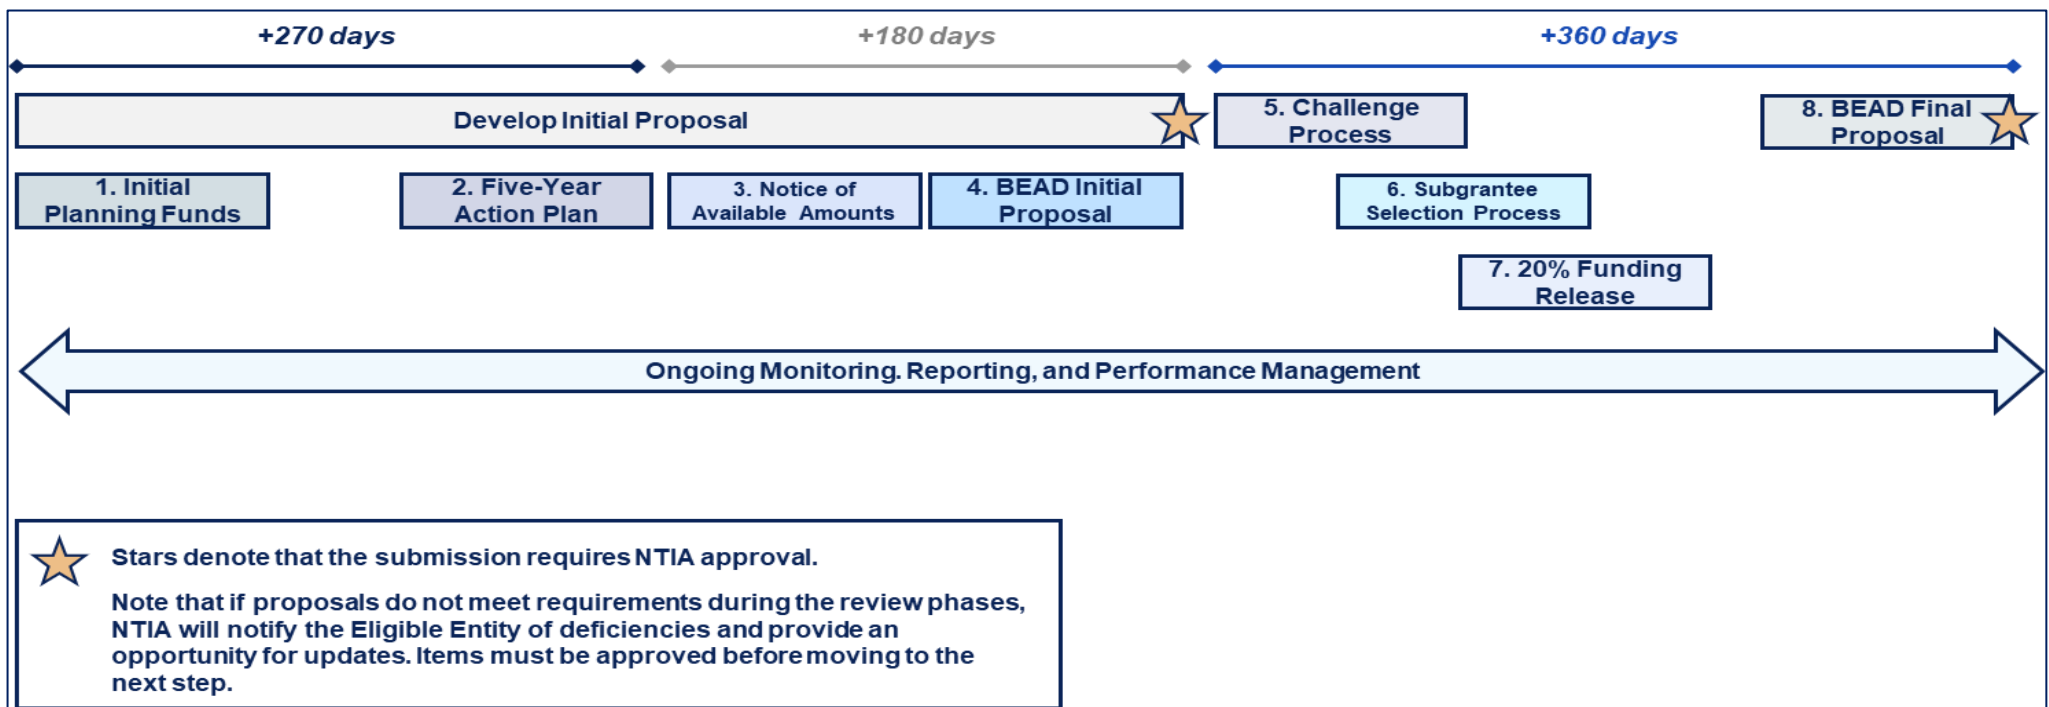 +270 days
+180 days
+360 days
Develop Initial Proposal
5. Challenge
Process
8. BEAD Final
Proposal
1. Initial
Planning Funds
2. Five-Year
Action Plan
3. Notice of
Available Amounts
4. BEAD Initial
Proposal
6. Subgrantee
Selection Process
7. 20% Funding
Release
Ongoing Monitoring. Reporting, and Performance Management
Stars denote that the submission requires NTIA approval.
Note that if proposals do not meet requirements during the review phases,
NTIA will notify the Eligible Entity of deficiencies and provide an
opportunity for updates. Items must be approved before moving to the
next step.